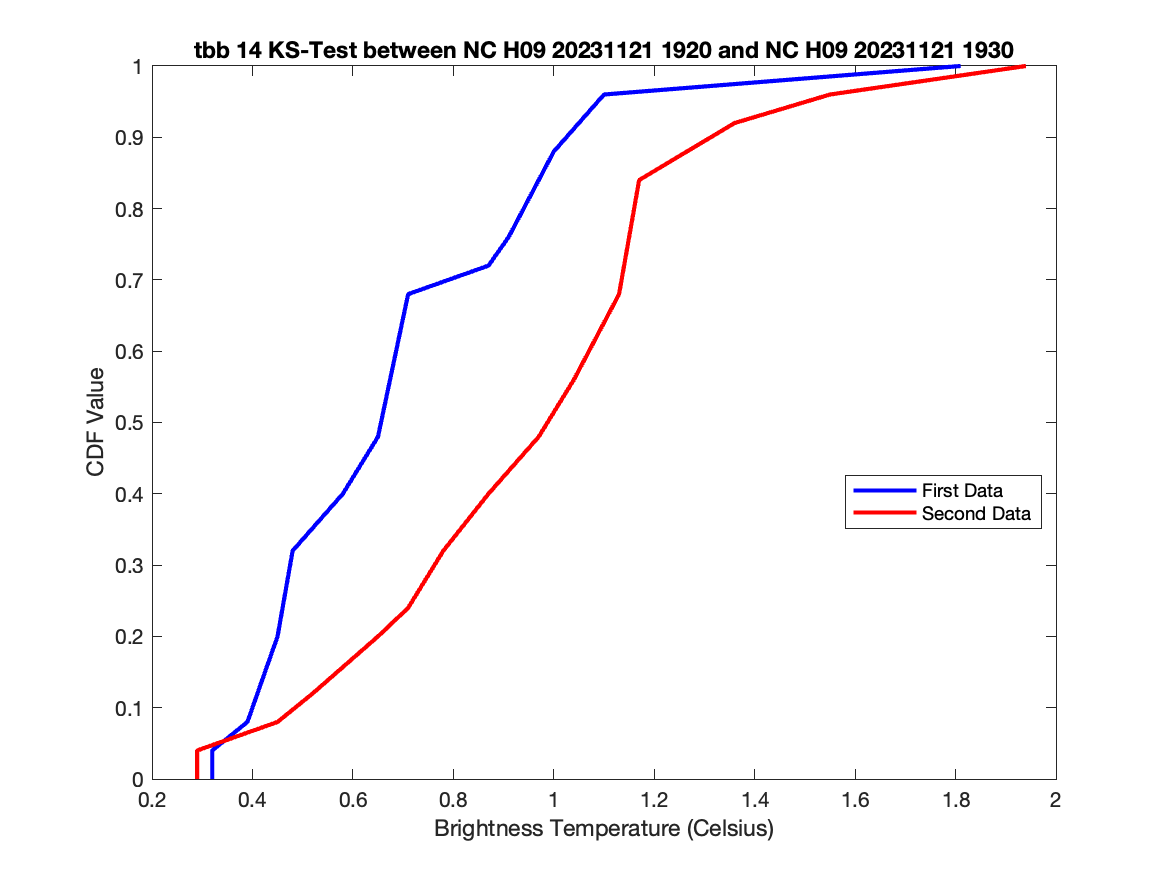 tbb 14 KS-Test between NC H09 20231121 1920 and NC H09 20231121 1930
1
0.9
0.8
0.7
0.6
0.5
0.4
0.3
0.2
0.1
0
CDF Value
First Data
Second Data
0.2 0.4 0.6 0.8 1 1.2 1.4 1.6 1.8 2
Brightness Temperature (Celsius)